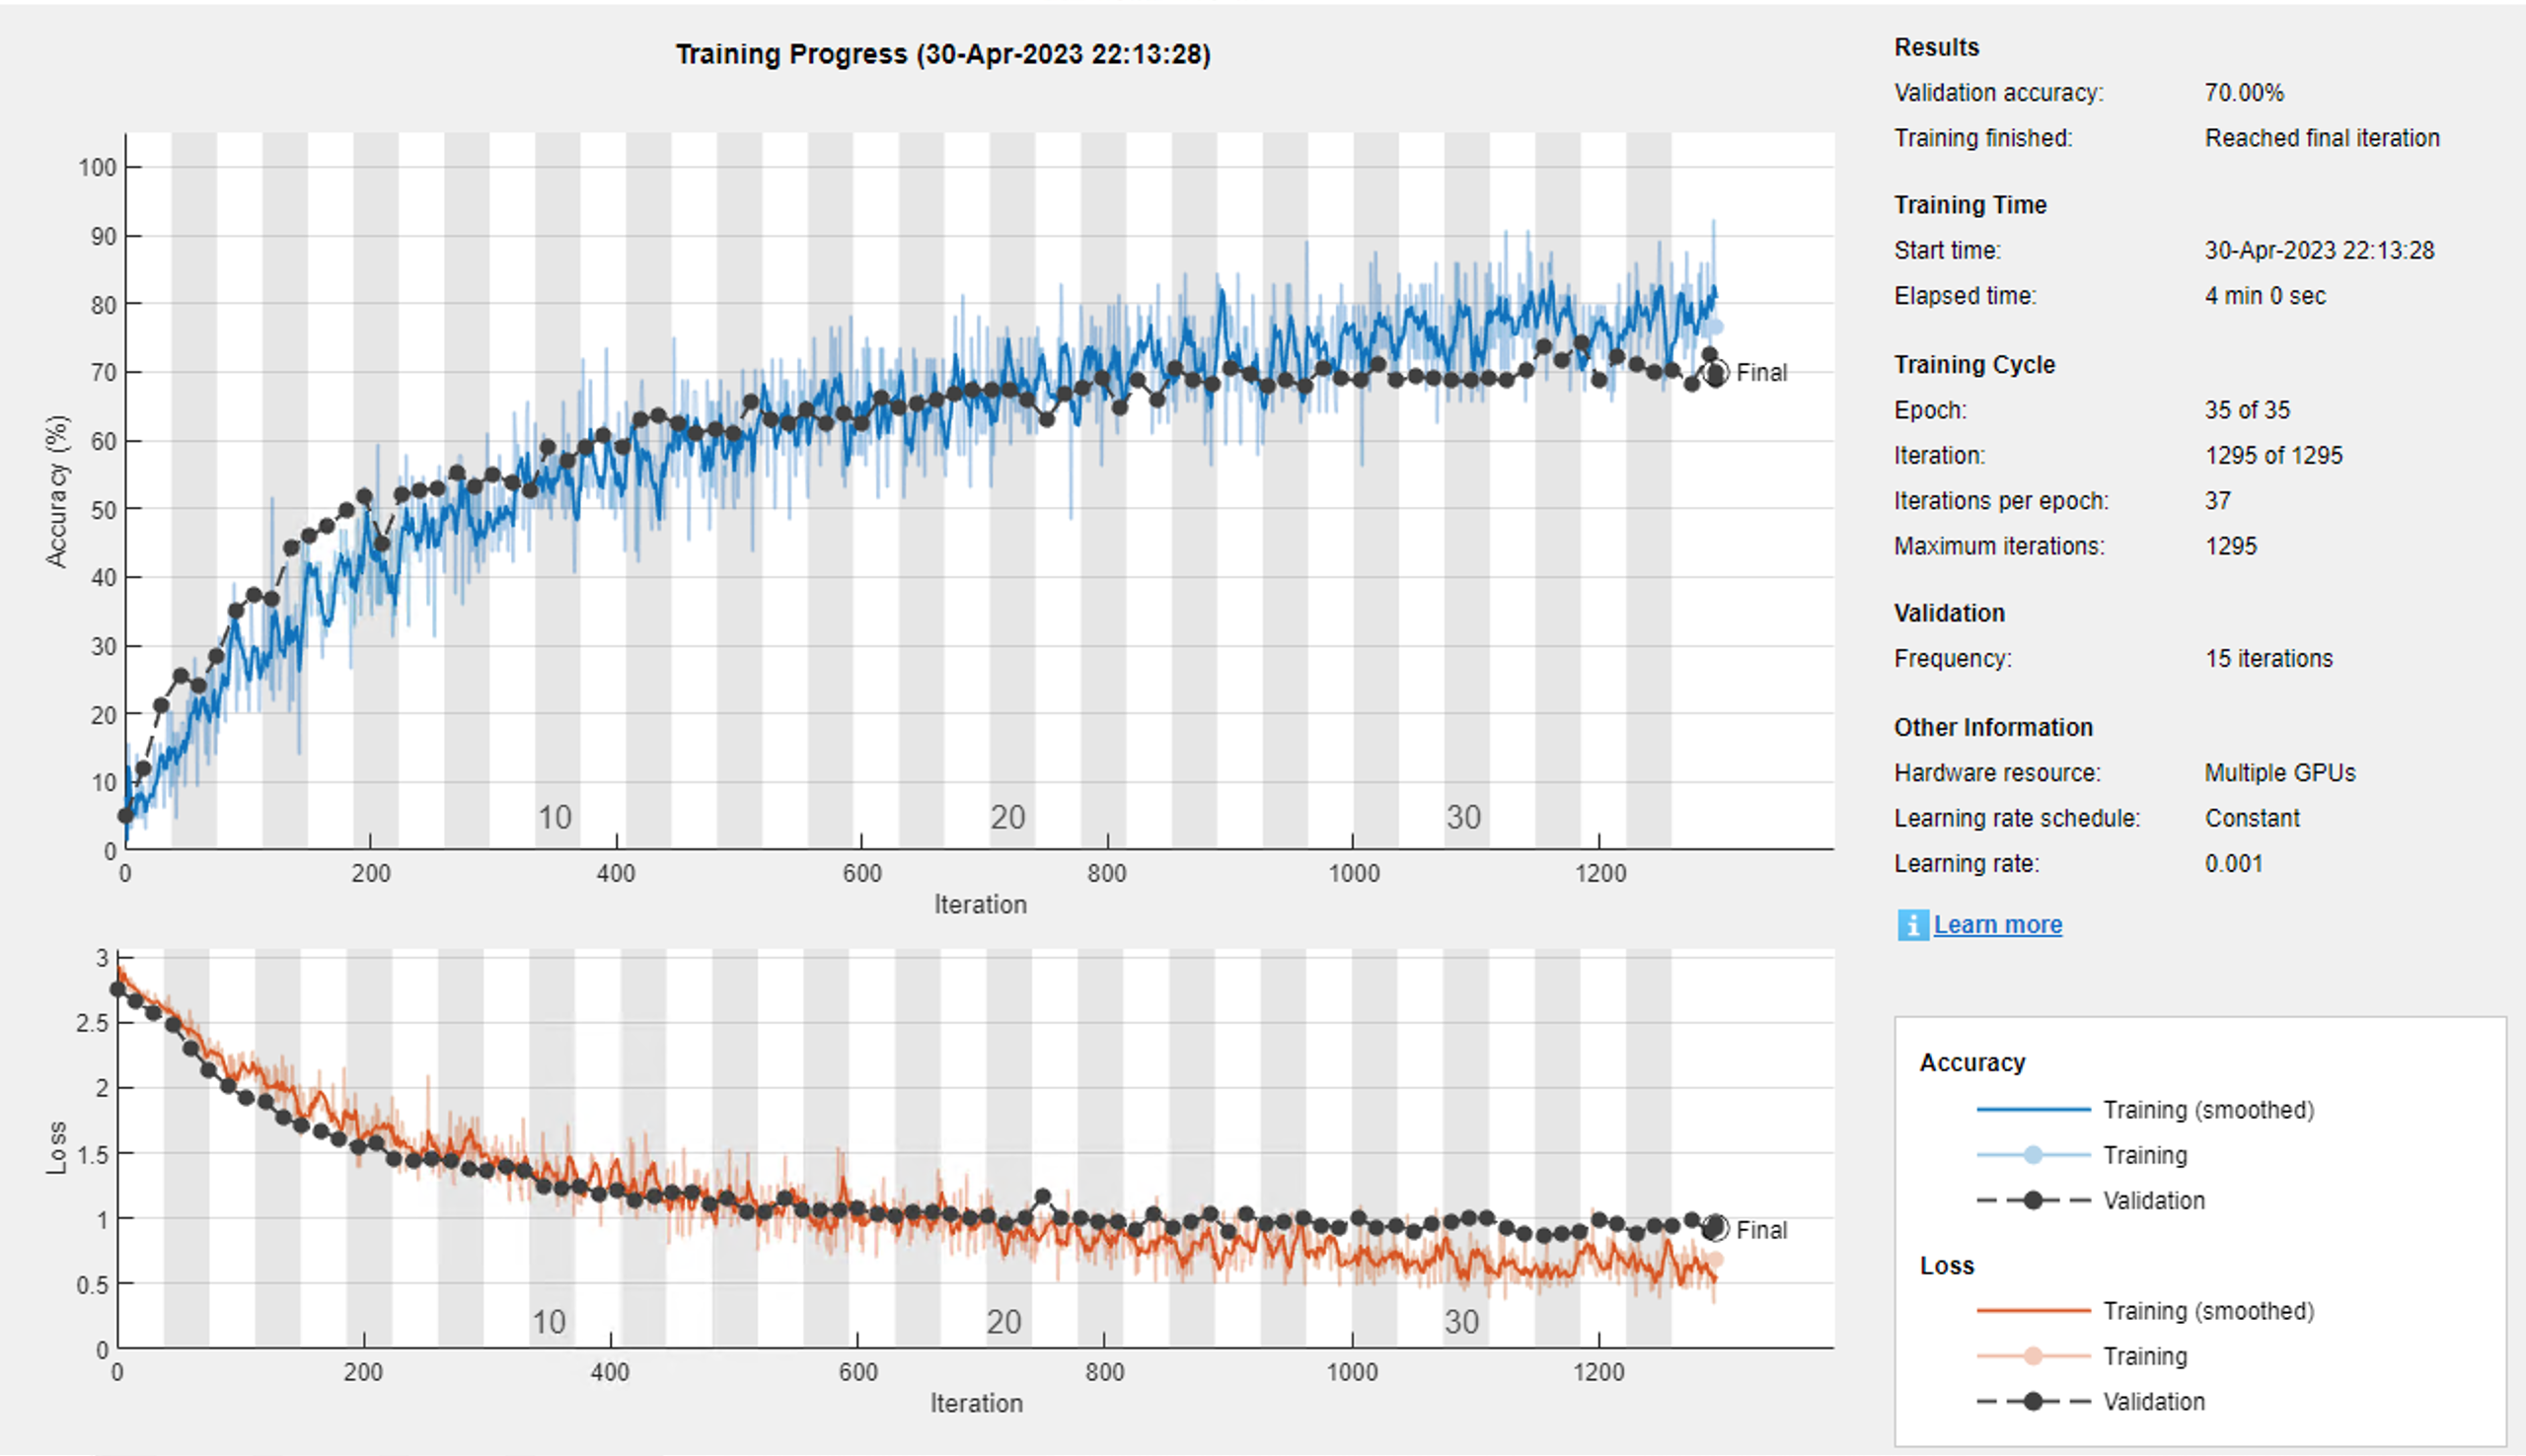 Training Progress (30-Apr-2023 22:13:28)
100
90
80
70
60
50
40
30
20
10
0
Accuracy (%)
Final
10 20 30
0 200 400 600 800 1000 1200
Iteration
3
2.5
2
1.5
1
0.5
0
Loss
Final
10 20 30
0 200 400 600 800 1000 1200
Iteration
Results
Validation accuracy: 70.00%
Training finished: Reached final iteration
Training Time
Start time: 30-Apr-2023 22:13:28
Elapsed time: 4 min 0 sec
Training Cycle
Epoch: 35 of 35
Iteration: 1295 of 1295
Iterations per epoch: 37
Maximum iterations: 1295
Validation
Frequency: 15 iterations
Other Information
Hardware resource: Multiple GPUs
Learning rate schedule: Constant
Learning rate: 0.001
i Learn more
Accuracy
Training (smoothed)
Training
Validation
Loss
Training (smoothed)
Training
Validation